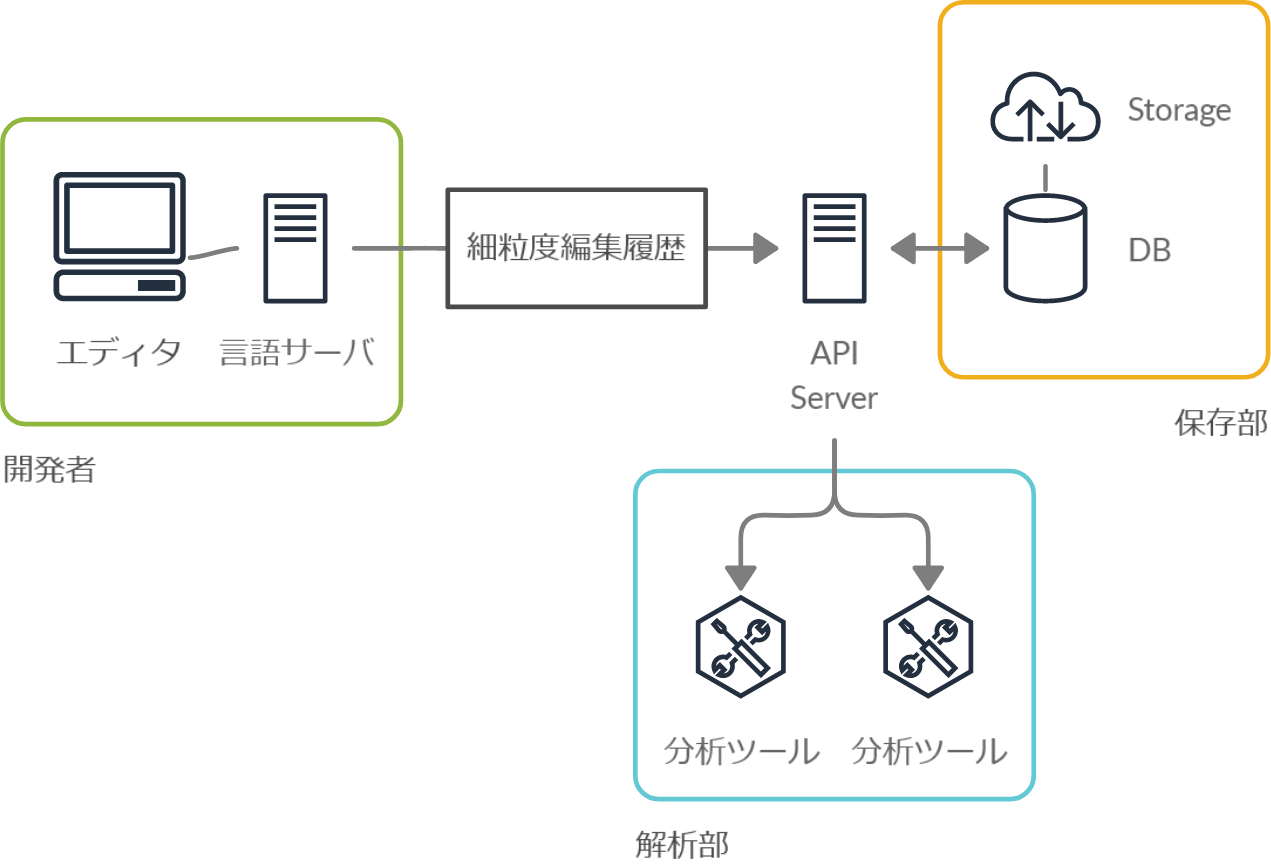 Storage
細粒度編集履歴
DB
エディタ
言語サーバ
API
Server
保存部
開発者
分析ツール
分析ツール
解析部